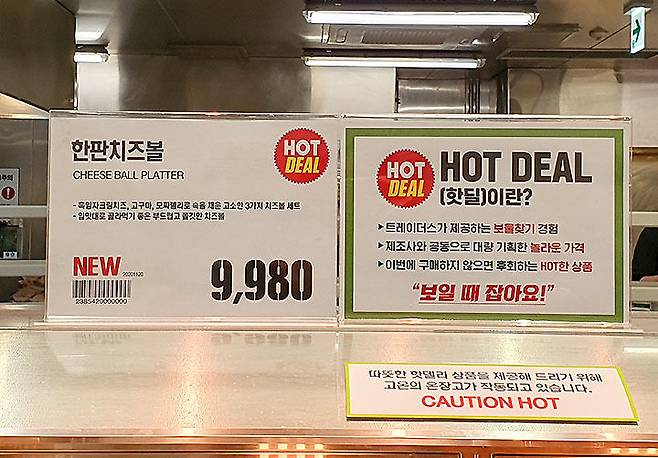 한판치즈볼
CHEESE BALL PLATTER
HOT
DEAL
- 흑임자크림치즈, 고구마, 모짜렐라로 속을 채운 고소한 3가지 치즈볼 세트
- 입맛대로 골라먹기 좋은 부드럽고 쫄깃한 치즈볼
NEW 20201120
2385420000000
9,980
HOT
DEAL
HOT DEAL
(핫딜)이란?
▶트레이더스가 제공하는 보물찾기 경험
▶제조사와 공동으로 대량 기획한 놀라운 가격
▶이번에 구매하지 않으면 후회하는 HOT한 상품
“보일 때 잡아요!”
따뜻한 핫델리 상품을 제공해 드리기 위해
고온의 온장고가 작동되고 있습니다.
CAUTION HOT